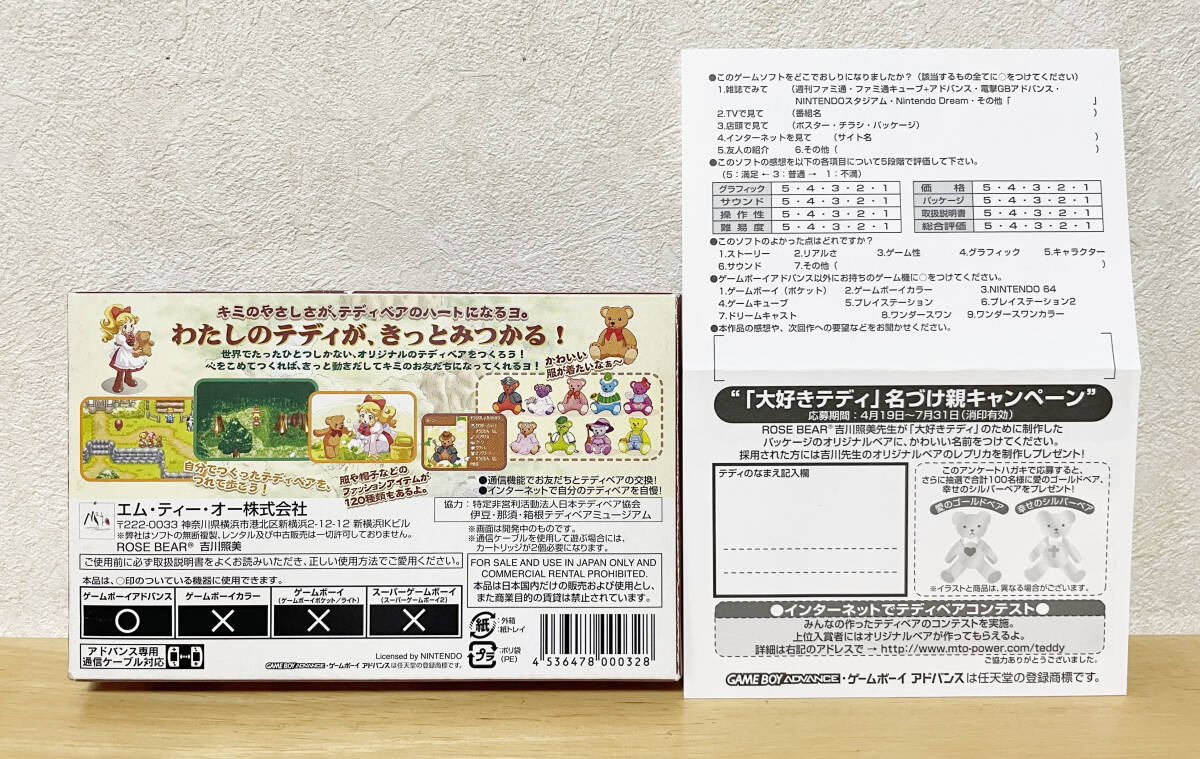 キミのやさしさが、テディベアのハートになるヨ。
わたしのテディが、きっとみつかる！
世界でたったひとつしかない、オリジナルのテディベアをつくろう！
心をこめてつくれば、きっと動きだしてキミのお友だちになってくれるヨ！
かわいい
服が着たいなぁ〜
自分でつくったテディベアを、
つれて歩こう！
服や帽子などの
ファッションアイテムが
120種類もあるよ。
●通信機能でお友だちとテディベアの交換！
●インターネットで自分のテディベアを自慢！
エム・ティー・オー株式会社
〒222-0033 神奈川県横浜市港北区新横浜2-12-12 新横浜IKビル
※弊社はソフトの無断複製、レンタル及び中古販売は一切許可しておりません。
ROSE BEAR® 吉川照美
協力：特定非営利活動法人日本テディベア協会
伊豆・那須・箱根テディベアミュージアム
※画面は開発中のものです。
※通信ケーブルを使用して遊ぶ場合には、
カートリッジが2個必要になります。
ご使用前に必ず取扱説明書をよくお読みいただき、正しい使用方法でご愛用ください。
FOR SALE AND USE IN JAPAN ONLY AND
COMMERCIAL RENTAL PROHIBITED.
本品は日本国内だけの販売および使用とし、
また商業目的の賃貸は禁止されています。
本品は、○印のついている機器に使用できます。
ゲームボーイアドバンス
ゲームボーイカラー
ゲームボーイ
(ゲームボーイポケット/ライト)
スーパーゲームボーイ
(スーパーゲームボーイ2)
アドバンス専用
通信ケーブル対応
Licensed by NINTENDO
GAME BOY ADVANCE・ゲームボーイ アドバンスは任天堂の登録商標です。
紙
：外箱
：紙トレイ
プラ
：ポリ袋
(PE)
4 536478 000328
●このゲームソフトをどこでおしりになりましたか？（該当するもの全てに○をつけてください）
1.雑誌でみて （週刊ファミ通・ファミ通キューブ+アドバンス・電撃GBアドバンス・
NINTENDOスタジアム・Nintendo Dream・その他「 」
2.TVで見て （番組名 ）
3.店頭で見て （ポスター・チラシ・パッケージ）
4.インターネットを見て （サイト名 ）
5.友人の紹介 6.その他（ ）
●このソフトの感想を以下の各項目について5段階で評価して下さい。
（5：満足 ← 3：普通 → 1：不満）
グラフィック 5・4・3・2・1 価格 5・4・3・2・1
サウンド 5・4・3・2・1 パッケージ 5・4・3・2・1
操作性 5・4・3・2・1 取扱説明書 5・4・3・2・1
難易度 5・4・3・2・1 総合評価 5・4・3・2・1
●このソフトのよかった点はどれですか？
1.ストーリー 2.リアルさ 3.ゲーム性 4.グラフィック 5.キャラクター
6.サウンド 7.その他（ ）
●ゲームボーイアドバンス以外にお持ちのゲーム機に○をつけてください。
1.ゲームボーイ（ポケット） 2.ゲームボーイカラー 3.NINTENDO 64
4.ゲームキューブ 5.プレイステーション 6.プレイステーション2
7.ドリームキャスト 8.ワンダースワン 9.ワンダースワンカラー
●本作品の感想や、次回作への要望などをお聞かせください。
“「大好きテディ」名づけ親キャンペーン”
応募期間：4月19日〜7月31日(消印有効)
ROSE BEAR® 吉川照美先生が「大好きテディ」のために制作した
パッケージのオリジナルベアに、かわいい名前をつけてください。
採用された方には吉川先生のオリジナルベアのレプリカを制作しプレゼント！
テディのなまえ記入欄
このアンケートハガキで応募すると、
さらに抽選で合計100名様に愛のゴールドベア、
幸せのシルバーベアをプレゼント！
愛のゴールドベア
幸せのシルバーベア
※イラストと商品は、異なる場合がございます。
●インターネットでテディベアコンテスト●
みんなの作ったテディベアのコンテストを実施。
上位入賞者にはオリジナルベアが作ってもらえるよ。
詳細は右記のアドレスで → http://www.mto-power.com/teddy
ご協力ありがとうございました。
GAME BOY ADVANCE・ゲームボーイ アドバンスは任天堂の登録商標です。